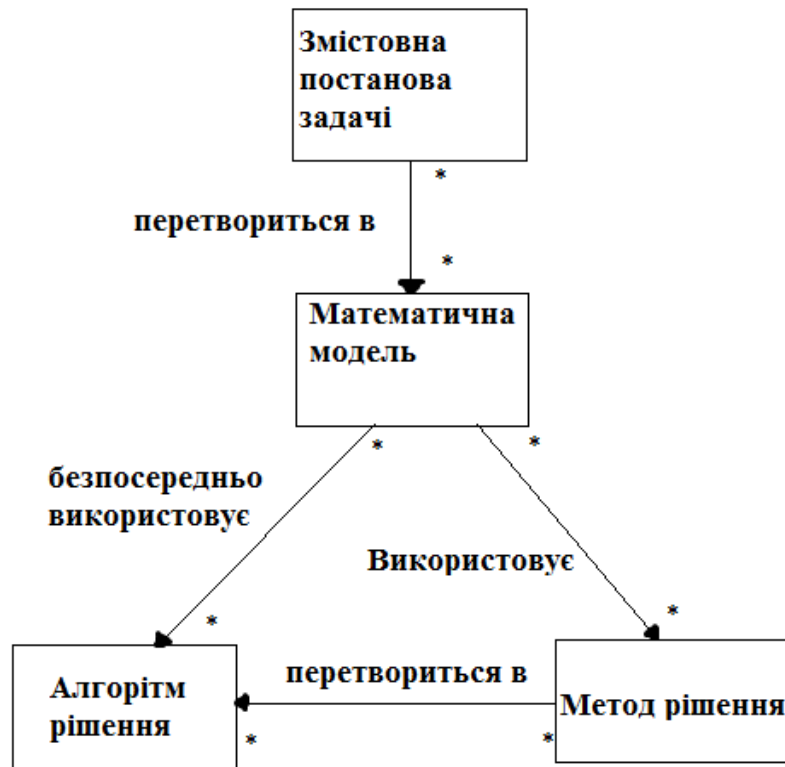 Змістовна
постанова
задачі
*
перетвориться в
*
Математична
модель
*
*
безпосередньо
використовує
Використовує
*
*
Алгорітм
рішення
перетвориться в
Метод рішення
*
*